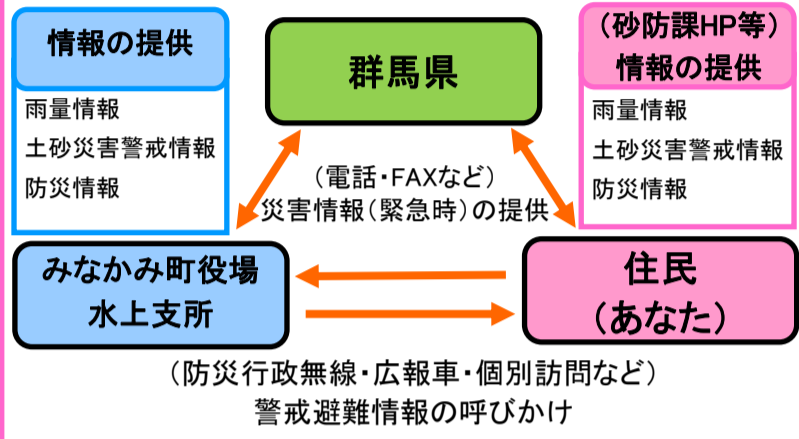 情報の提供
雨量情報
土砂災害警戒情報
防災情報
群馬県
（砂防課HP等）
情報の提供
雨量情報
土砂災害警戒情報
防災情報
（電話・FAXなど）
災害情報（緊急時）の提供
みなかみ町役場
水上支所
住民
（あなた）
（防災行政無線・広報車・個別訪問など）
警戒避難情報の呼びかけ